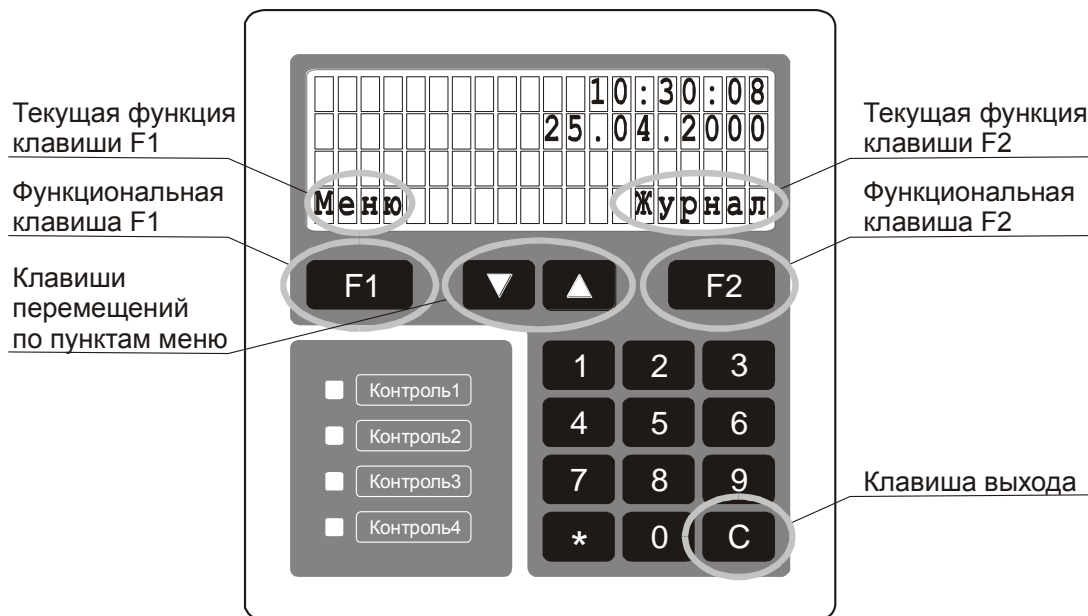 10:30:08
25.04.2000
Меню Журнал
Текущая функция
клавиши F1
Функциональная
клавиша F1
Клавиши
перемещений
по пунктам меню
Текущая функция
клавиши F2
Функциональная
клавиша F2
Клавиша выхода
F1 ▼ ▲ F2
Контроль1
Контроль2
Контроль3
Контроль4
1 2 3
4 5 6
7 8 9
* 0 C